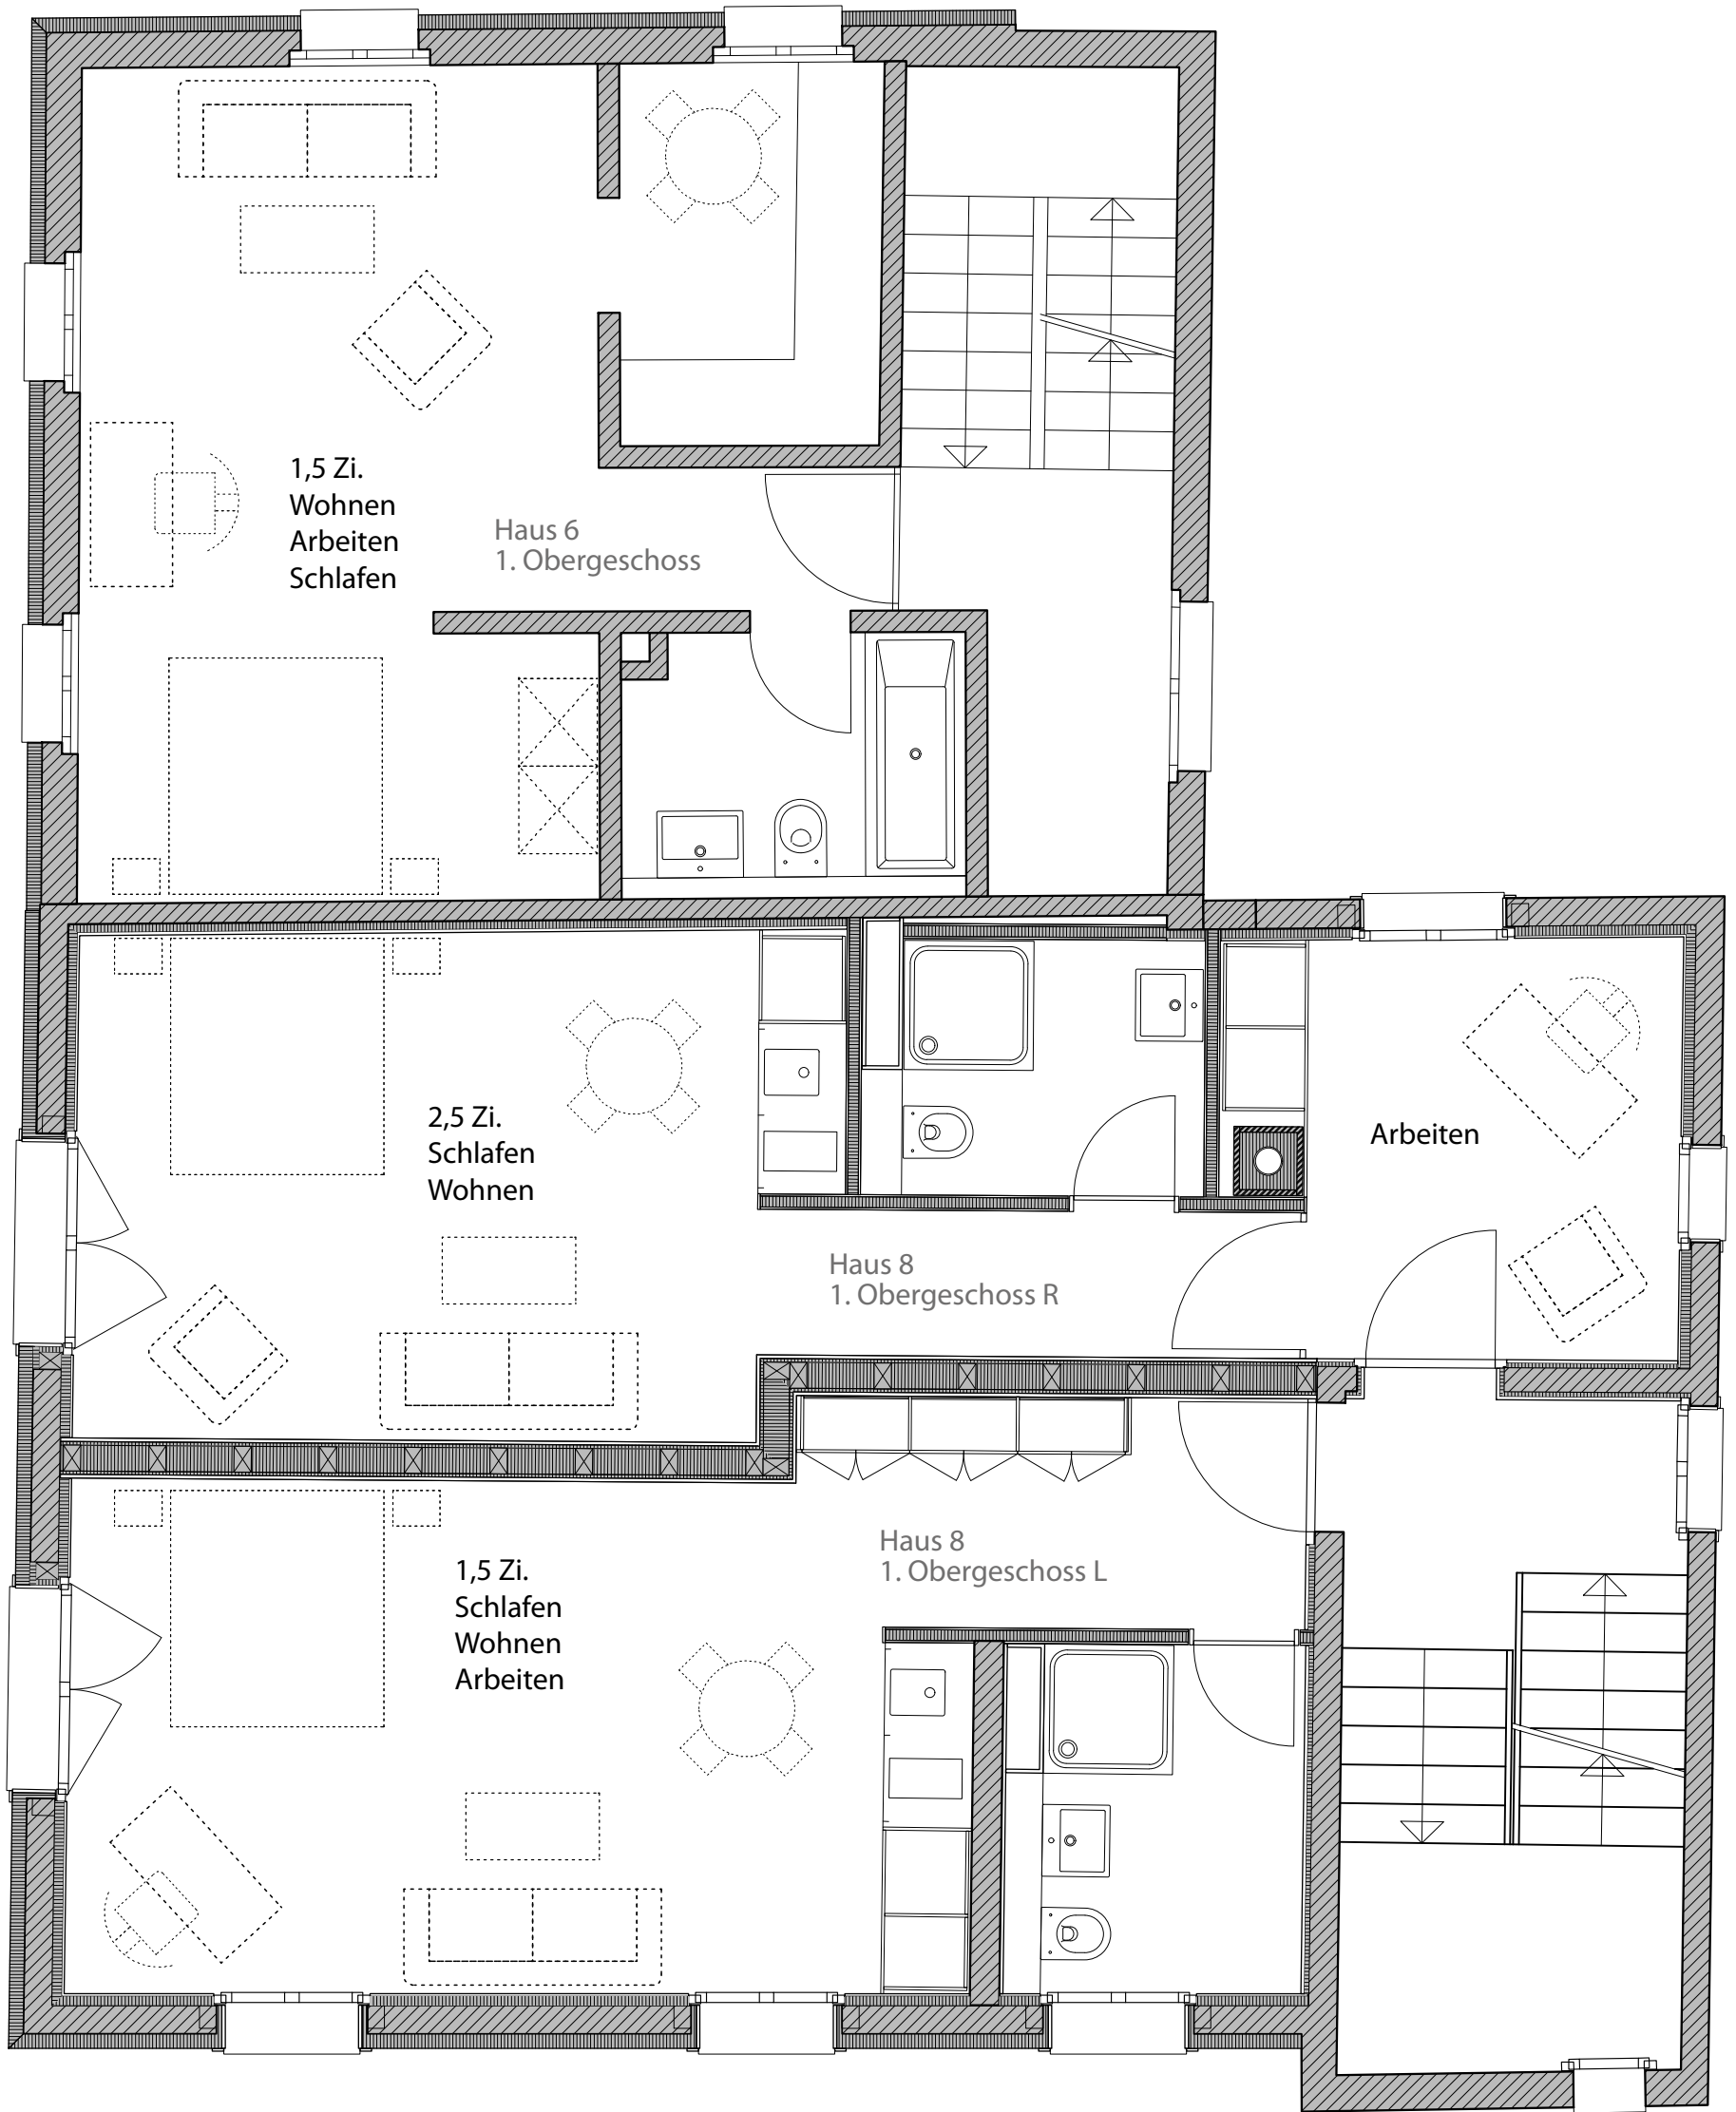 1,5 Zi.
Wohnen
Arbeiten
Schlafen
Haus 6
1. Obergeschoss
2,5 Zi.
Schlafen
Wohnen
Arbeiten
Haus 8
1. Obergeschoss R
Haus 8
1. Obergeschoss L
1,5 Zi.
Schlafen
Wohnen
Arbeiten